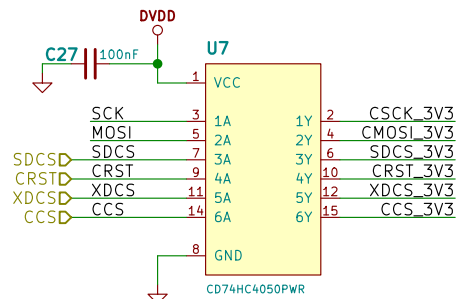 DVDD
C27 100nF
U7
1 VCC
SCK 3 1A 1Y 2 CSCK_3V3
MOSI 5 2A 2Y 4 CMOSI_3V3
SDCS SDCS 7 3A 3Y 6 SDCS_3V3
CRST CRST 9 4A 4Y 10 CRST_3V3
XDCS XDCS 11 5A 5Y 12 XDCS_3V3
CCS CCS 14 6A 6Y 15 CCS_3V3
8 GND
CD74HC4050PWR